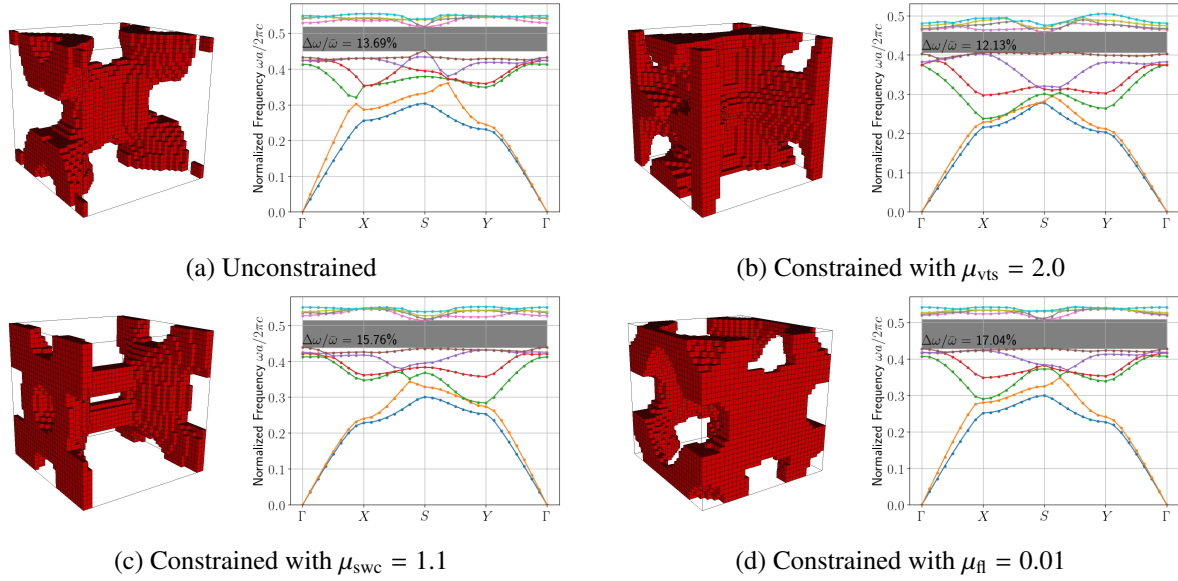 Normalized Frequency ωa/2πc
0.5
0.4
0.3
0.2
0.1
0.0
Δω/ω̄ = 13.69%
Γ X S Y Γ
Normalized Frequency ωa/2πc
0.5
0.4
0.3
0.2
0.1
0.0
Δω/ω̄ = 12.13%
Γ X S Y Γ
(a) Unconstrained
(b) Constrained with μvts = 2.0
Normalized Frequency ωa/2πc
0.5
0.4
0.3
0.2
0.1
0.0
Δω/ω̄ = 15.76%
Γ X S Y Γ
Normalized Frequency ωa/2πc
0.5
0.4
0.3
0.2
0.1
0.0
Δω/ω̄ = 17.04%
Γ X S Y Γ
(c) Constrained with μswc = 1.1
(d) Constrained with μfl = 0.01